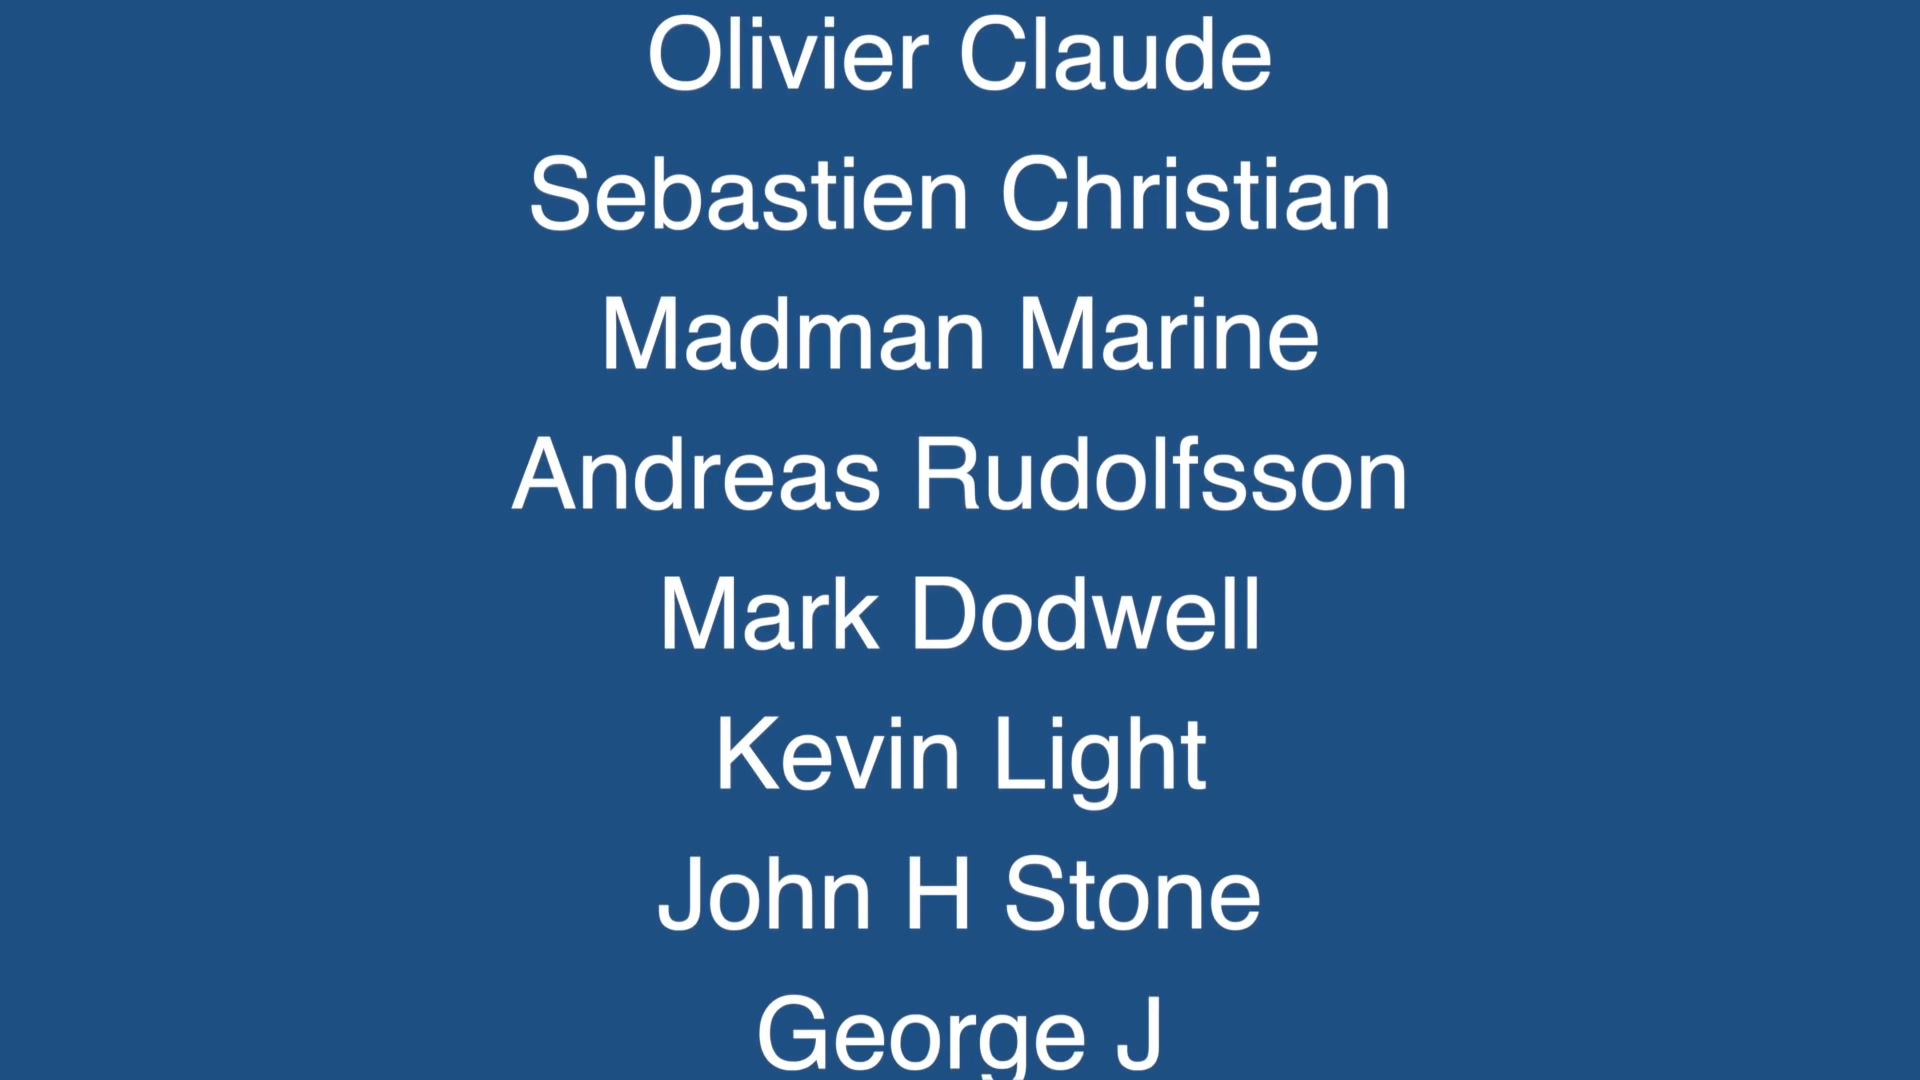 Olivier Claude
Sebastien Christian
Madman Marine
Andreas Rudolfsson
Mark Dodwell
Kevin Light
John H Stone
George J